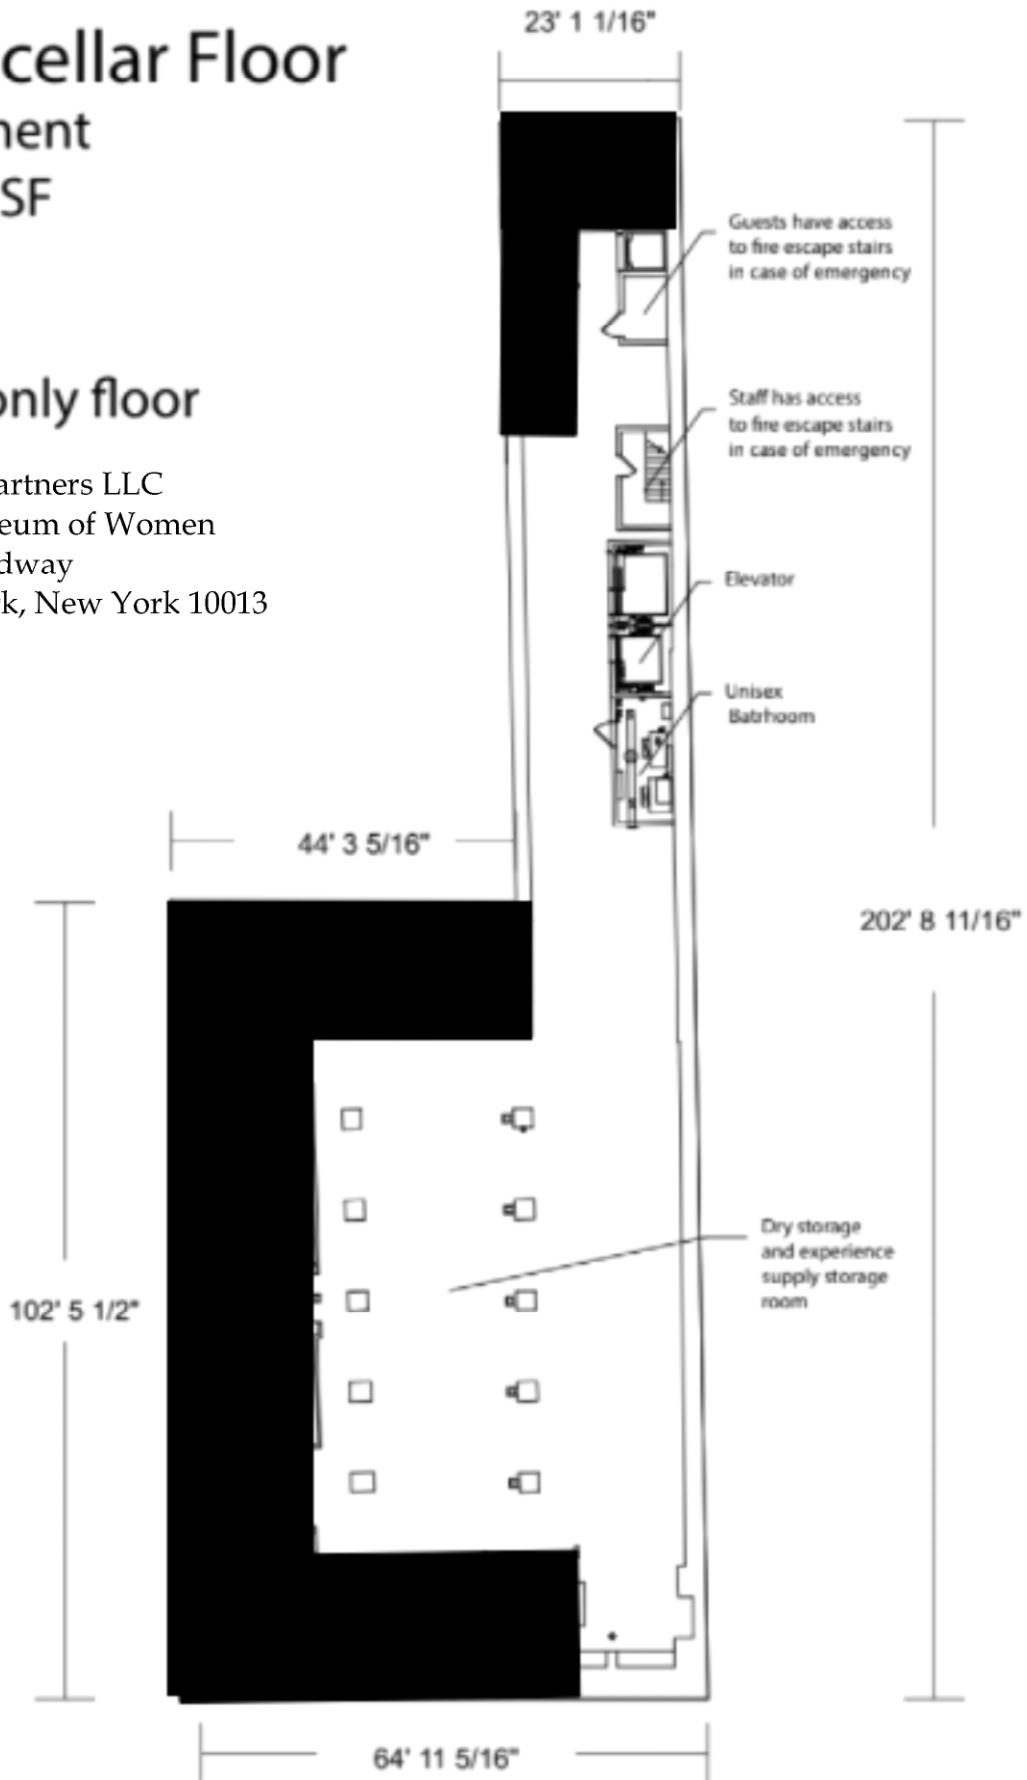 23' 1 1/16"
cellar Floor
nent
SF
Guests have access
to fire escape stairs
in case of emergency
only floor
Staff has access
to fire escape stairs
in case of emergency
artners LLC
eum of Women
dway
k, New York 10013
Elevator
Unisex
Batrhoom
44' 3 5/16"
202' 8 11/16"
Dry storage
and experience
supply storage
room
102' 5 1/2"
64' 11 5/16"